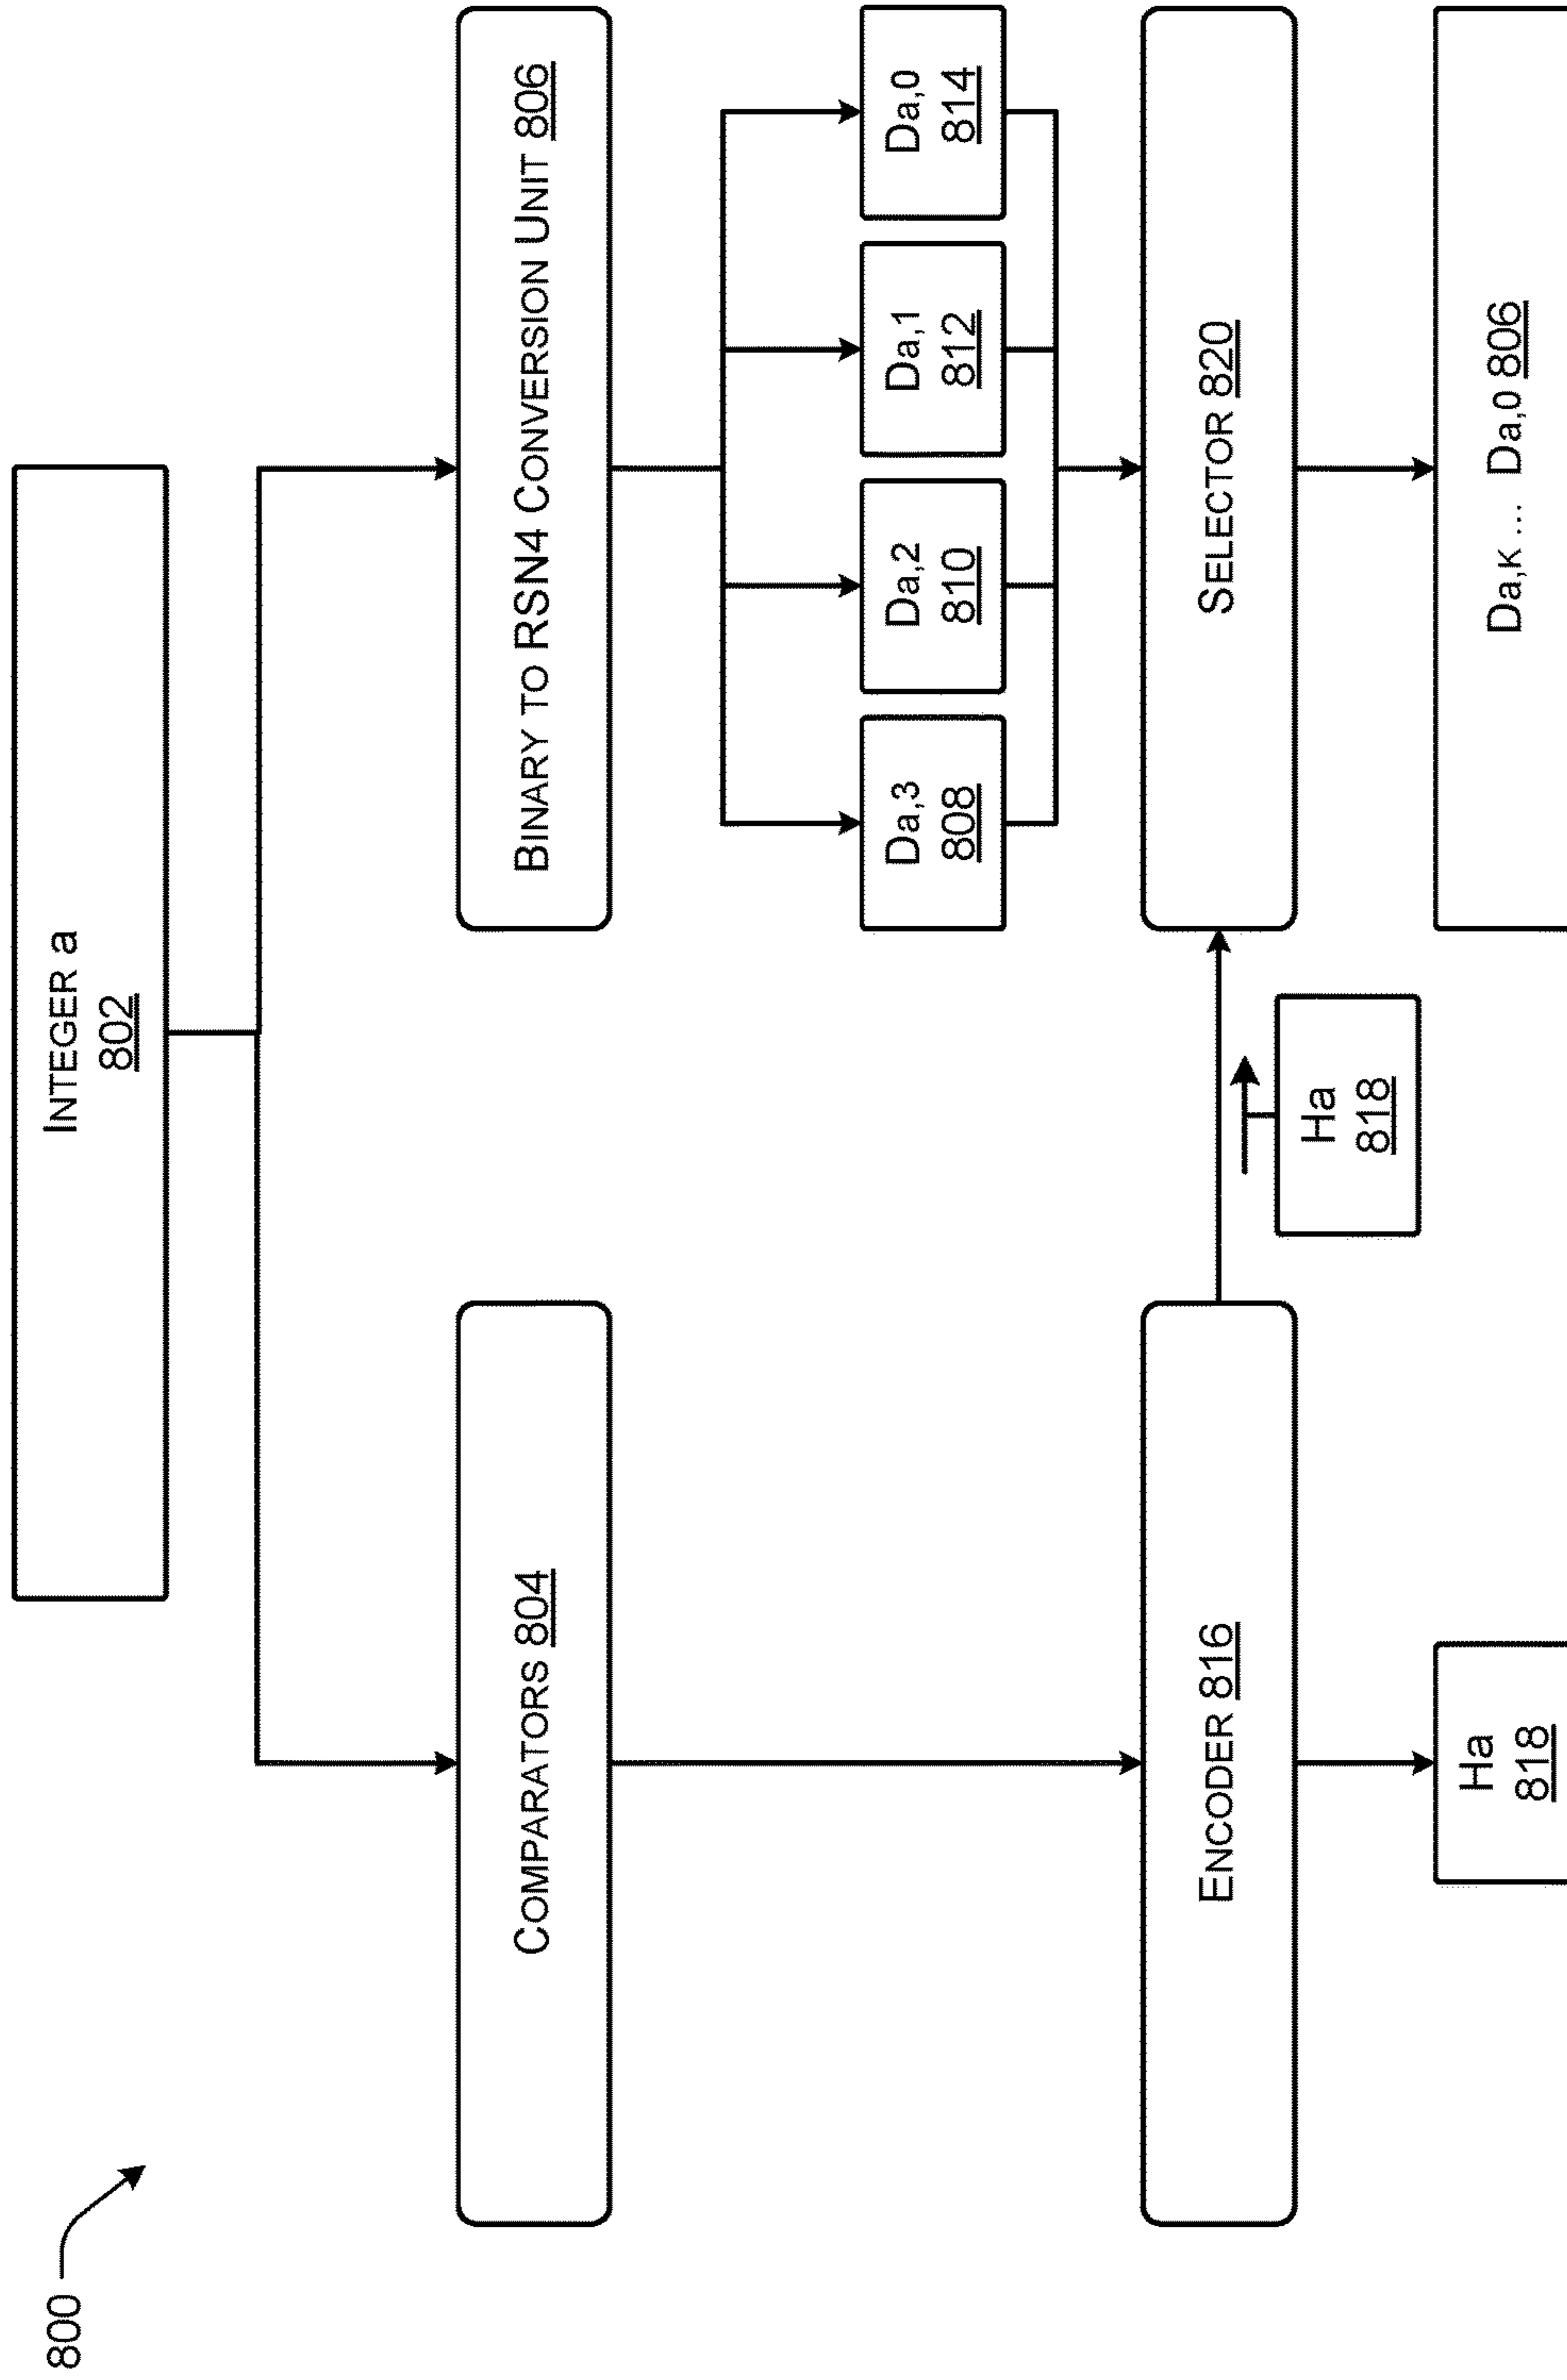 800
INTEGER a
802
COMPARATORS 804
BINARY TO RSN4 CONVERSION UNIT 806
Da,3
808
Da,2
810
Da,1
812
Da,0
814
ENCODER 816
SELECTOR 820
Ha
818
Ha
818
Da,K ... Da,0 806